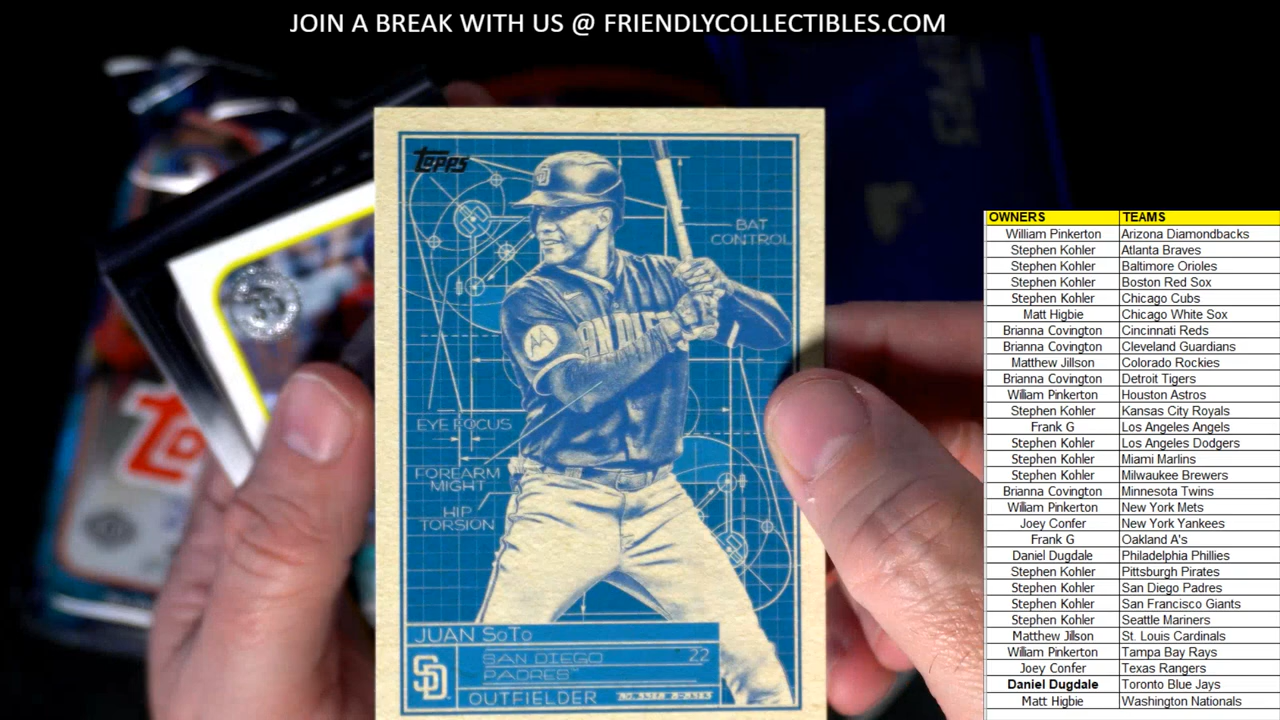 JOIN A BREAK WITH US @ FRIENDLYCOLLECTIBLES.COM
Topps
BAT
CONTROL
35
EYE FOCUS
FOREARM
MIGHT
HIP
TORSION
SAN DIE
To
JUAN SoTo
SAN DIEGO 22
PADRES™
SD
OUTFIELDER
OWNERS TEAMS
William Pinkerton Arizona Diamondbacks
Stephen Kohler Atlanta Braves
Stephen Kohler Baltimore Orioles
Stephen Kohler Boston Red Sox
Stephen Kohler Chicago Cubs
Matt Higbie Chicago White Sox
Brianna Covington Cincinnati Reds
Brianna Covington Cleveland Guardians
Matthew Jillson Colorado Rockies
Brianna Covington Detroit Tigers
William Pinkerton Houston Astros
Stephen Kohler Kansas City Royals
Frank G Los Angeles Angels
Stephen Kohler Los Angeles Dodgers
Stephen Kohler Miami Marlins
Stephen Kohler Milwaukee Brewers
Brianna Covington Minnesota Twins
William Pinkerton New York Mets
Joey Confer New York Yankees
Frank G Oakland A's
Daniel Dugdale Philadelphia Phillies
Stephen Kohler Pittsburgh Pirates
Stephen Kohler San Diego Padres
Stephen Kohler San Francisco Giants
Stephen Kohler Seattle Mariners
Matthew Jillson St. Louis Cardinals
William Pinkerton Tampa Bay Rays
Joey Confer Texas Rangers
Daniel Dugdale Toronto Blue Jays
Matt Higbie Washington Nationals